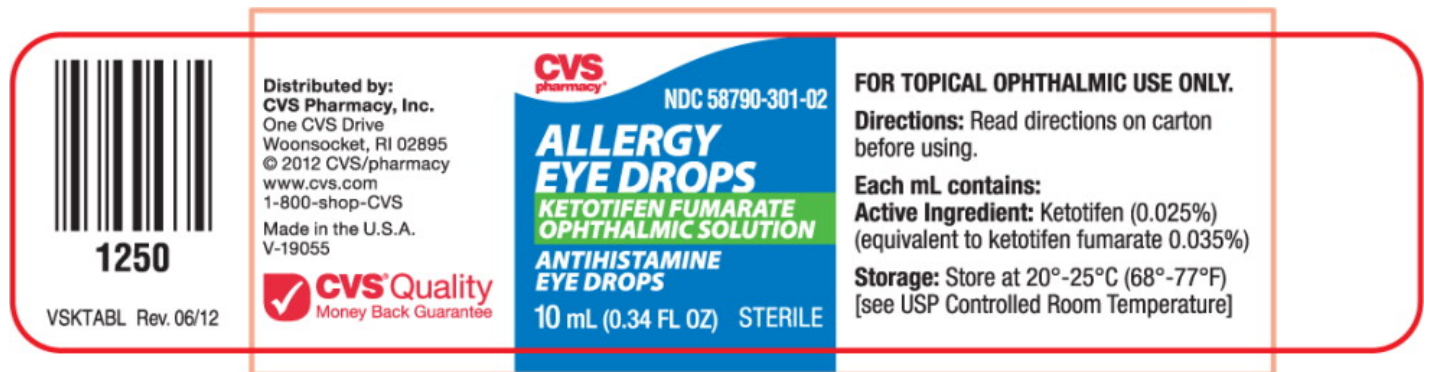 1250
VSKTABL Rev. 06/12
Distributed by:
CVS Pharmacy, Inc.
One CVS Drive
Woonsocket, RI 02895
© 2012 CVS/pharmacy
www.cvs.com
1-800-shop-CVS
Made in the U.S.A.
V-19055
CVS® Quality
Money Back Guarantee
CVS
pharmacy®
NDC 58790-301-02
ALLERGY
EYE DROPS
KETOTIFEN FUMARATE
OPHTHALMIC SOLUTION
ANTIHISTAMINE
EYE DROPS
10 mL (0.34 FL OZ) STERILE
FOR TOPICAL OPHTHALMIC USE ONLY.
Directions: Read directions on carton
before using.
Each mL contains:
Active Ingredient: Ketotifen (0.025%)
(equivalent to ketotifen fumarate 0.035%)
Storage: Store at 20°-25°C (68°-77°F)
[see USP Controlled Room Temperature]